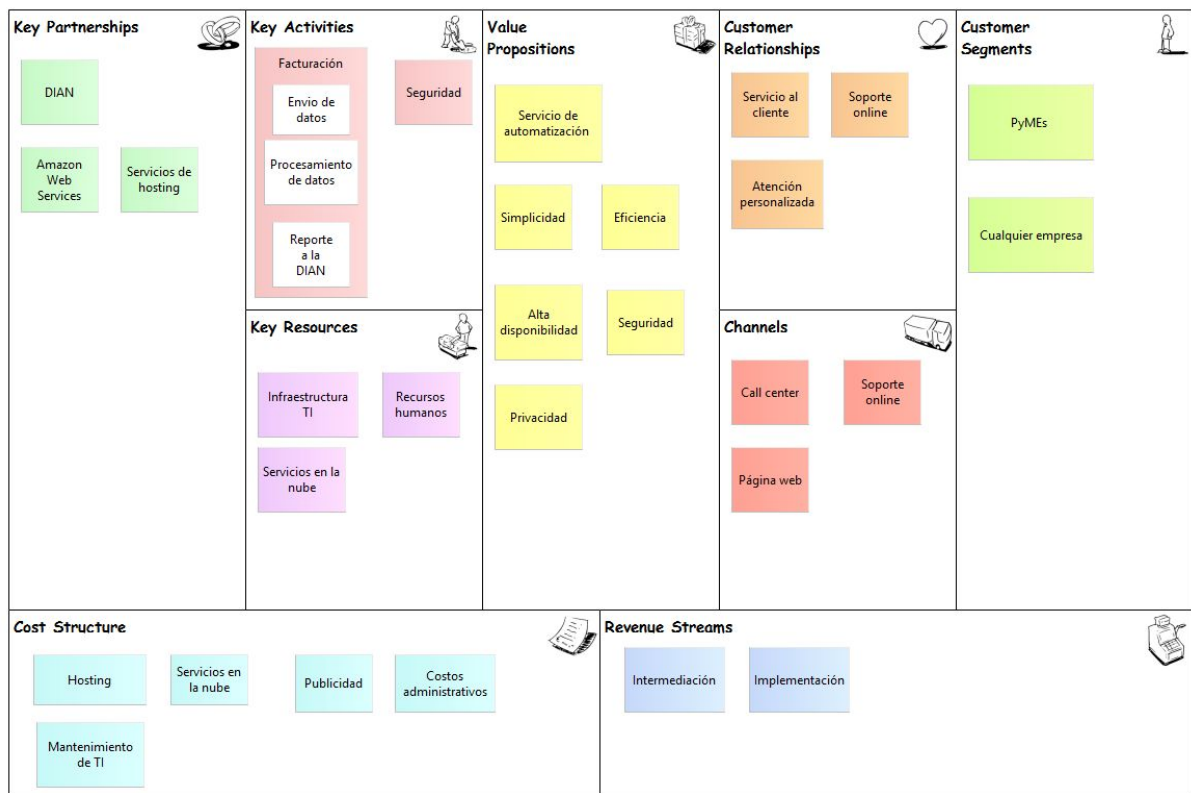 Key Partnerships
DIAN
Amazon
Web
Services
Servicios de
hosting
Key Activities
Facturación
Envio de
datos
Procesamiento
de datos
Reporte
a la
DIAN
Seguridad
Key Resources
Infraestructura
TI
Recursos
humanos
Servicios en la
nube
Value
Propositions
Servicio de
automatización
Simplicidad
Eficiencia
Alta
disponibilidad
Seguridad
Privacidad
Customer
Relationships
Servicio al
cliente
Soporte
online
Atención
personalizada
Channels
Call center
Soporte
online
Página web
Customer
Segments
PyMEs
Cualquier empresa
Cost Structure
Hosting
Servicios en
la nube
Publicidad
Costos
administrativos
Mantenimiento
de TI
Revenue Streams
Intermediación
Implementación